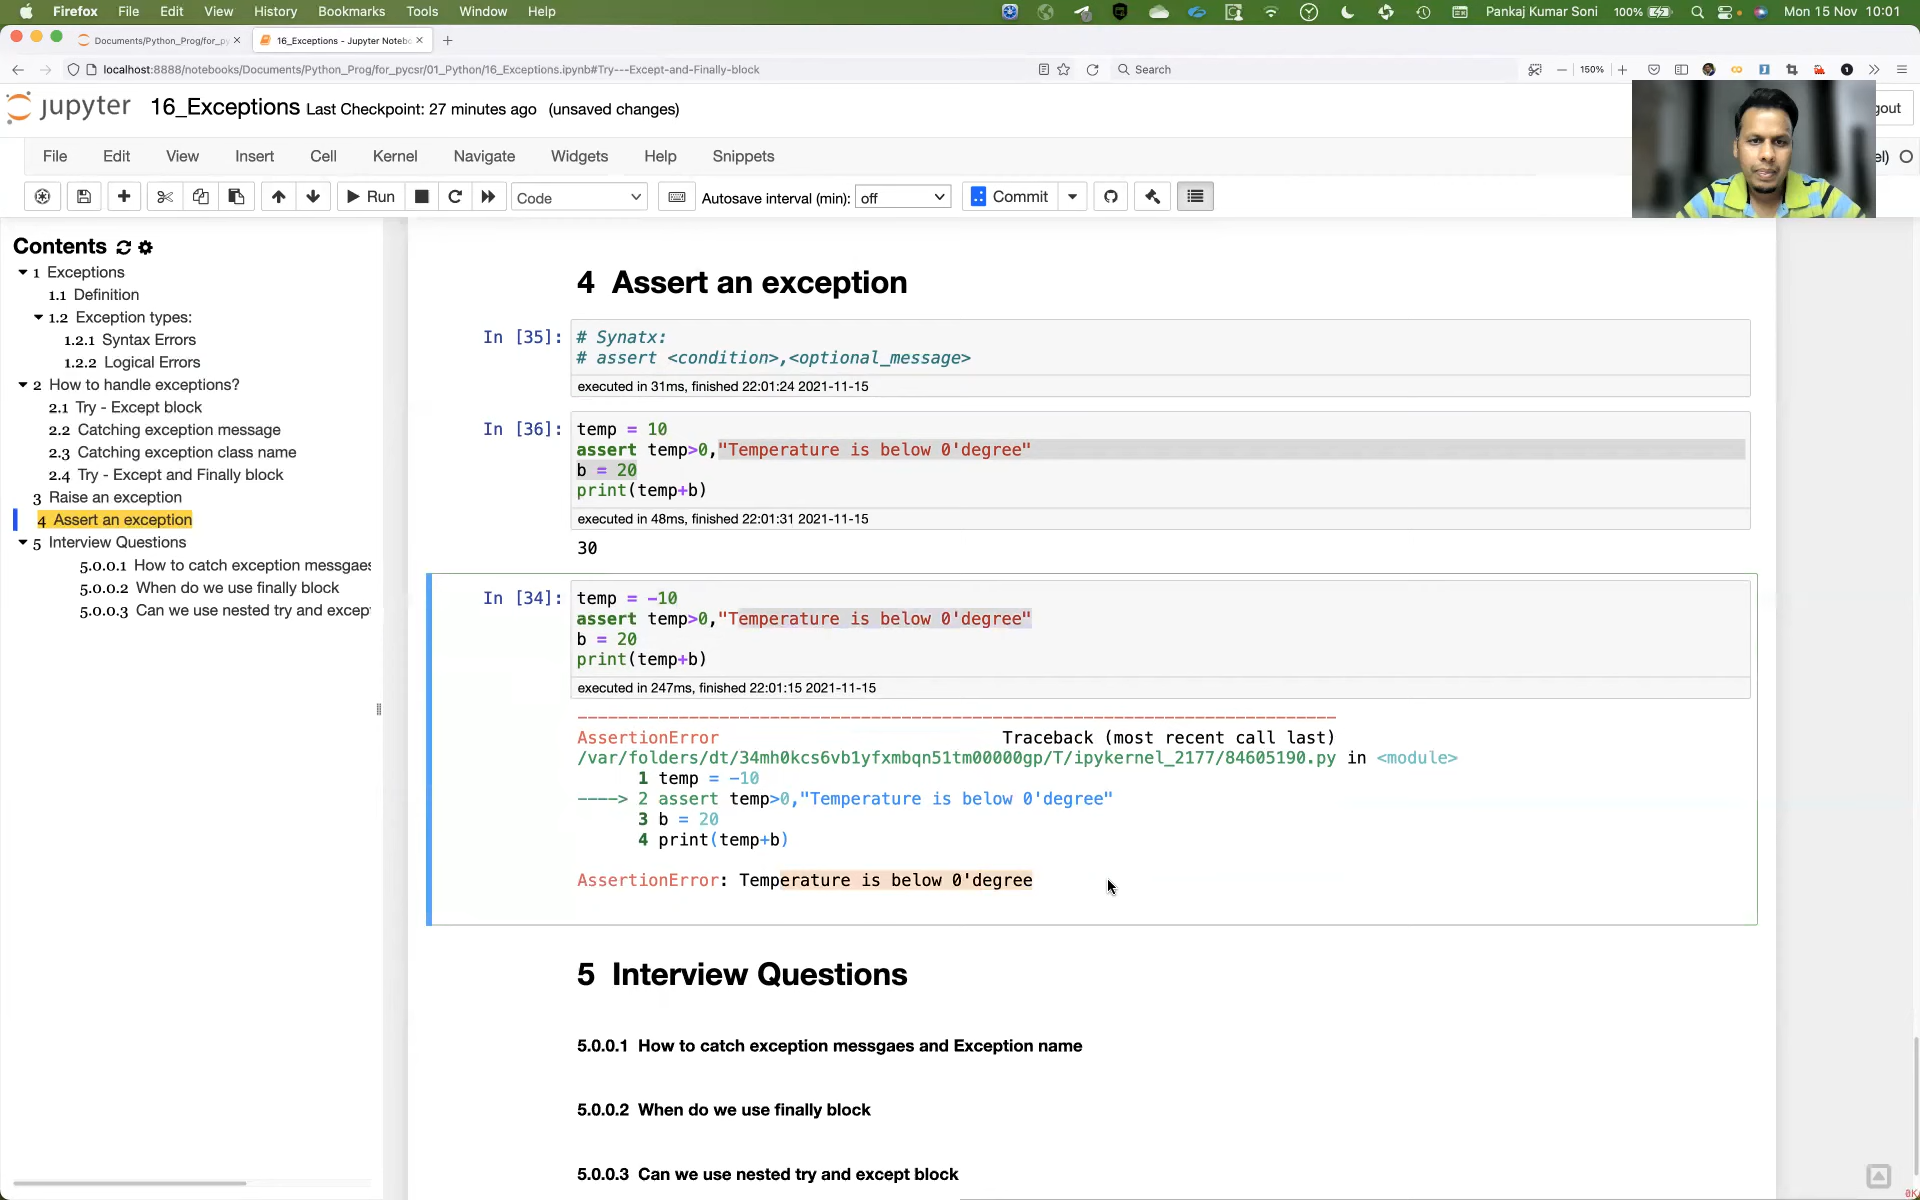 Firefox File Edit View History Bookmarks Tools Window Help Pankaj Kumar Soni 100% Mon 15 Nov 10:01
Documents/Python_Prog/for_py 16_Exceptions - Jupyter Notebo
localhost:8888/notebooks/Documents/Python_Prog/for_pycsr/01_Python/16_Exceptions.ipynb#Try---Except-and-Finally-block Search 150%
jupyter 16_Exceptions Last Checkpoint: 27 minutes ago (unsaved changes) gout
File Edit View Insert Cell Kernel Navigate Widgets Help Snippets el)
Run Code Autosave interval (min): off Commit
Contents
1 Exceptions
1.1 Definition
1.2 Exception types:
1.2.1 Syntax Errors
1.2.2 Logical Errors
2 How to handle exceptions?
2.1 Try - Except block
2.2 Catching exception message
2.3 Catching exception class name
2.4 Try - Except and Finally block
3 Raise an exception
4 Assert an exception
5 Interview Questions
5.0.0.1 How to catch exception messgaes
5.0.0.2 When do we use finally block
5.0.0.3 Can we use nested try and excep
4 Assert an exception
In [35]: # Synatx:
# assert <condition>,<optional_message>
executed in 31ms, finished 22:01:24 2021-11-15
In [36]: temp = 10
assert temp>0,"Temperature is below 0'degree"
b = 20
print(temp+b)
executed in 48ms, finished 22:01:31 2021-11-15
30
In [34]: temp = -10
assert temp>0,"Temperature is below 0'degree"
b = 20
print(temp+b)
executed in 247ms, finished 22:01:15 2021-11-15
---------------------------------------------------------------------------
AssertionError Traceback (most recent call last)
/var/folders/dt/34mh0kcs6vb1yfxmbqn51tm00000gp/T/ipykernel_2177/84605190.py in <module>
1 temp = -10
----> 2 assert temp>0,"Temperature is below 0'degree"
3 b = 20
4 print(temp+b)
AssertionError: Temperature is below 0'degree
5 Interview Questions
5.0.0.1 How to catch exception messgaes and Exception name
5.0.0.2 When do we use finally block
5.0.0.3 Can we use nested try and except block